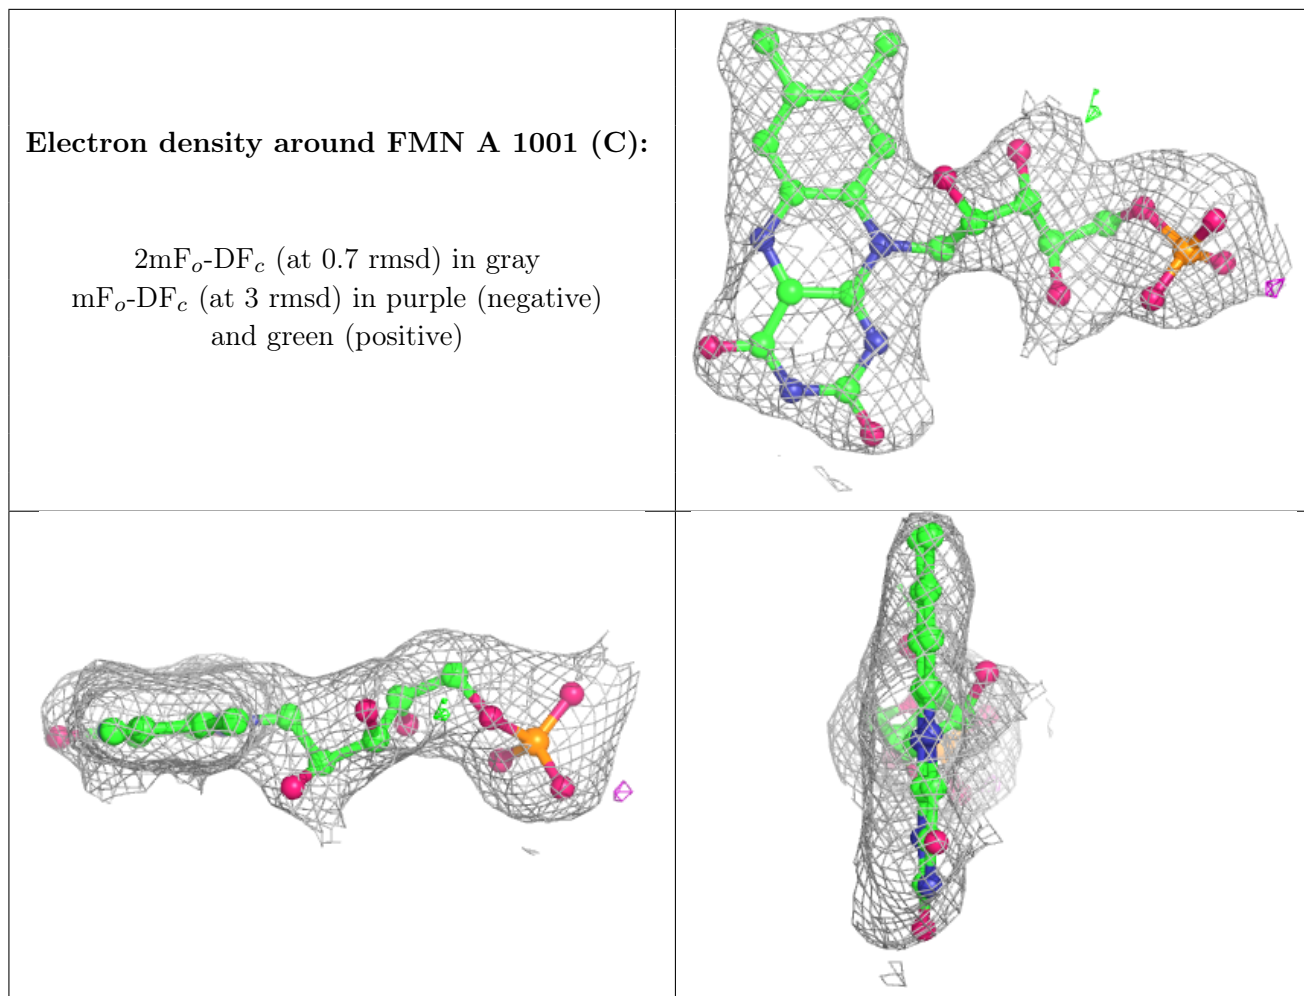 Electron density around FMN A 1001 (C):
2mFo-DFc (at 0.7 rmsd) in gray
mFo-DFc (at 3 rmsd) in purple (negative)
and green (positive)